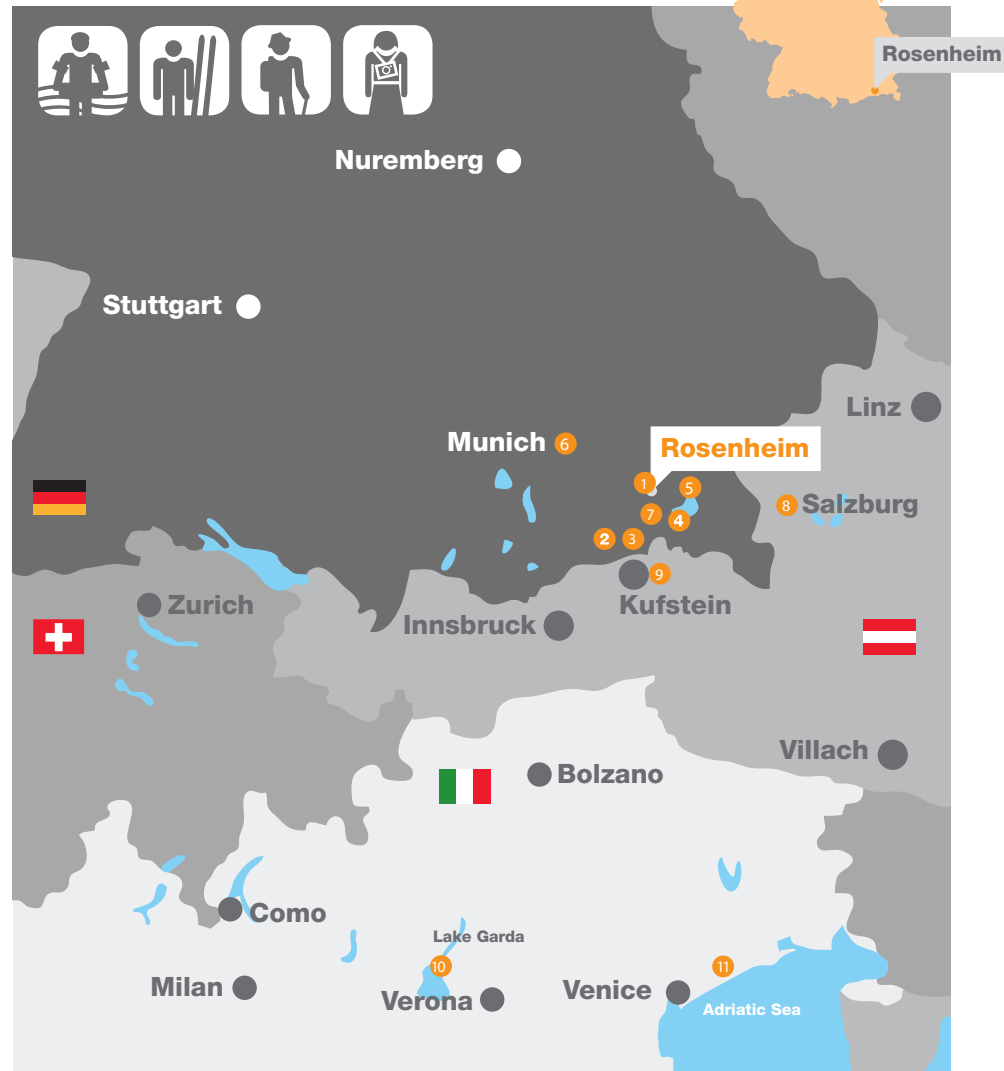 Rosenheim
Nuremberg
Stuttgart
Linz
Munich 6
Rosenheim
1
5
8 Salzburg
7
4
2
3
9
Zurich
Kufstein
Innsbruck
Villach
Bolzano
Como
Lake Garda
10
11
Milan
Venice
Verona
Adriatic Sea